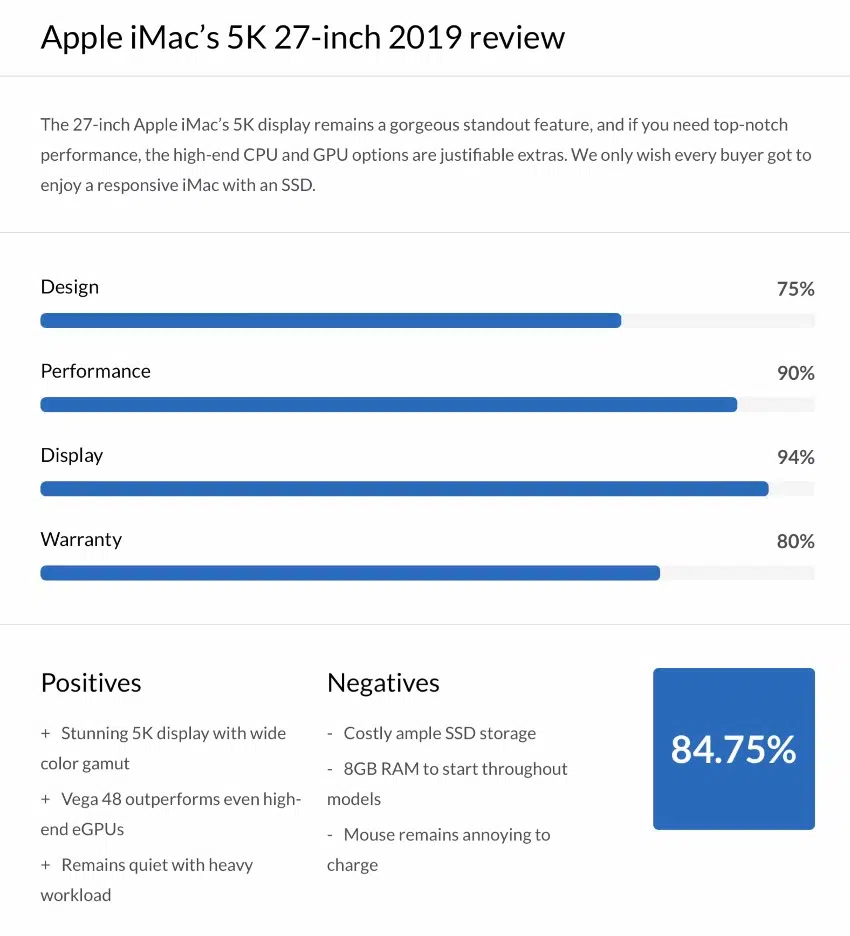 Apple iMac’s 5K 27-inch 2019 review
The 27-inch Apple iMac’s 5K display remains a gorgeous standout feature, and if you need top-notch
performance, the high-end CPU and GPU options are justifiable extras. We only wish every buyer got to
enjoy a responsive iMac with an SSD.
Design 75%
Performance 90%
Display 94%
Warranty 80%
Positives
+ Stunning 5K display with wide
color gamut
+ Vega 48 outperforms even high-
end eGPUs
+ Remains quiet with heavy
workload
Negatives
- Costly ample SSD storage
- 8GB RAM to start throughout
models
- Mouse remains annoying to
charge
84.75%